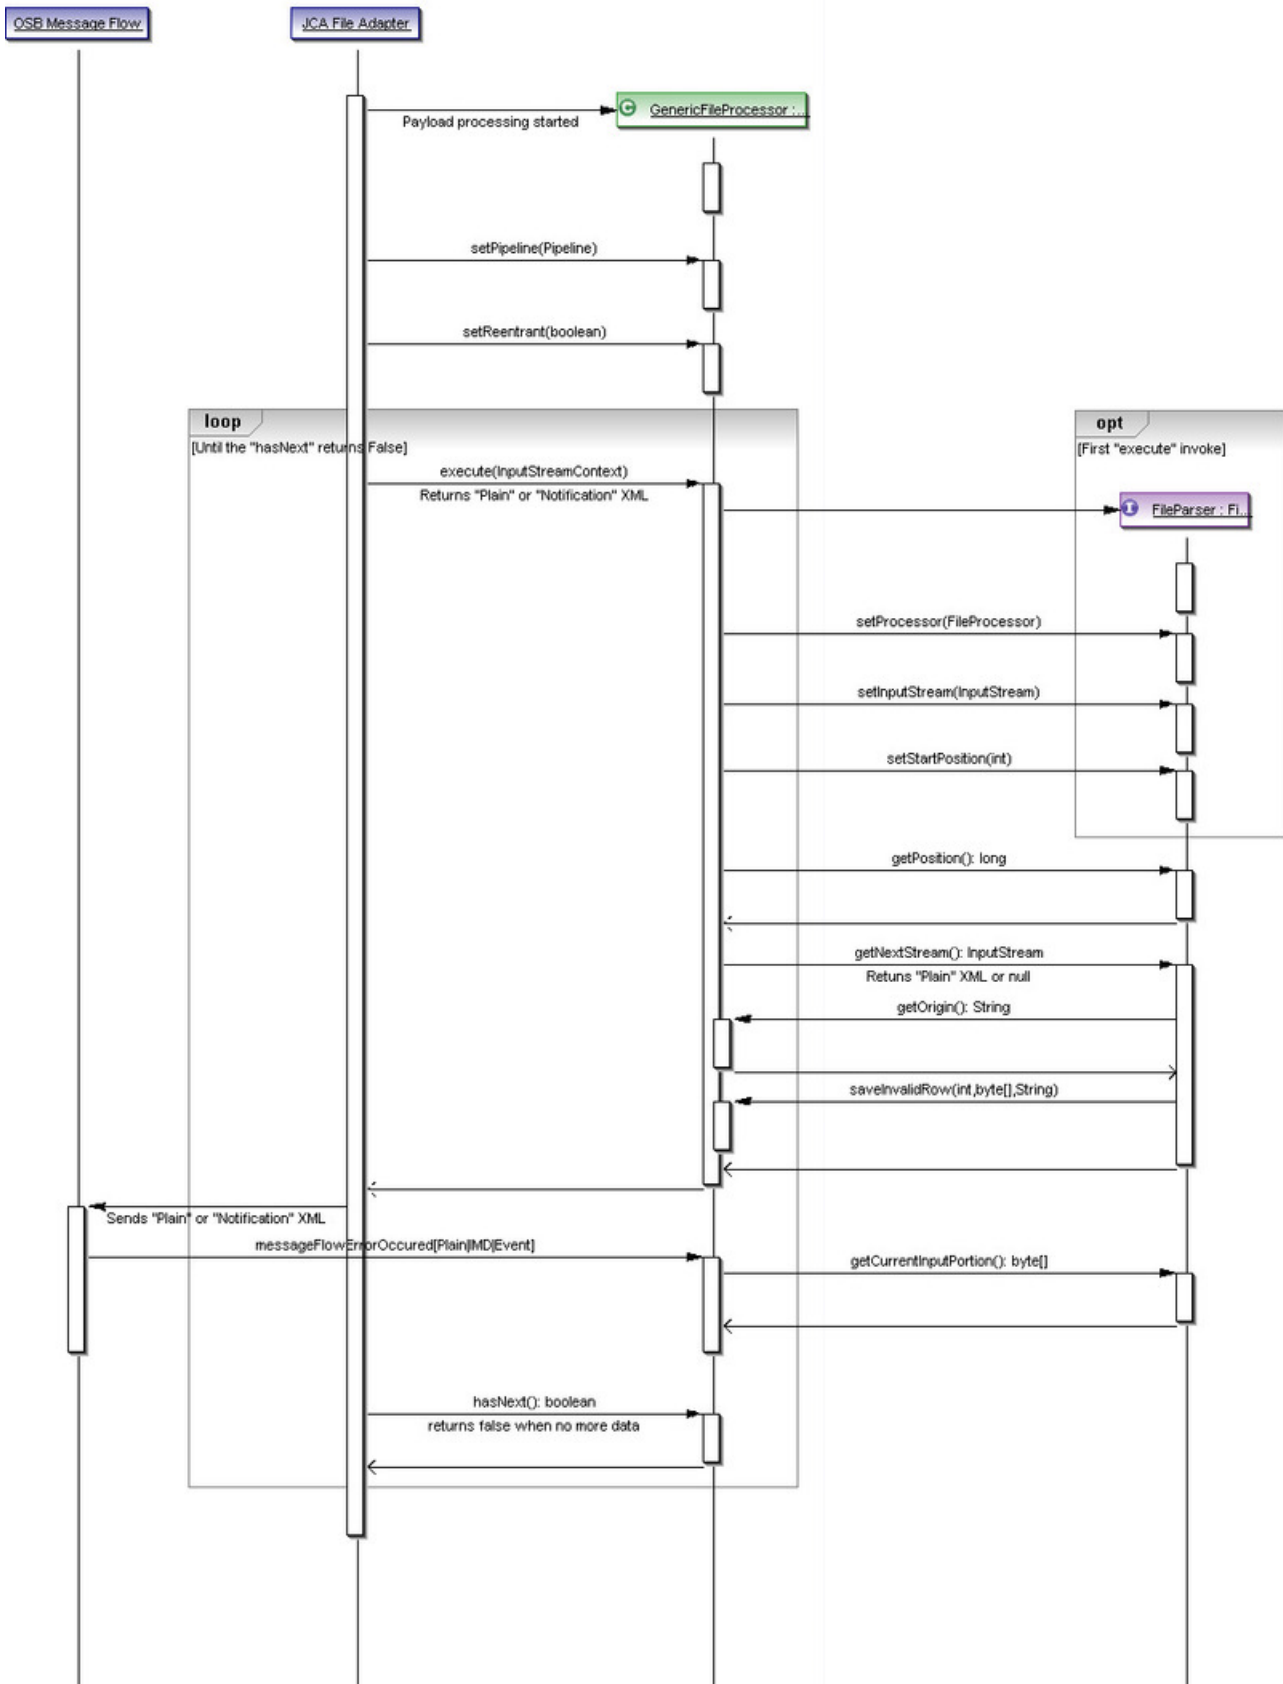 OSB Message Flow
JCA File Adapter
GenericFileProcessor :...
Payload processing started
setPipeline(Pipeline)
setReentrant(boolean)
loop
[Until the "hasNext" returns False]
opt
[First "execute" invoke]
execute(InputStreamContext)
Returns "Plain" or "Notification" XML
FileParser : Fi...
setProcessor(FileProcessor)
setInputStream(InputStream)
setStartPosition(int)
getPosition(): long
getNextStream(): InputStream
Retuns "Plain" XML or null
getOrigin(): String
saveInvalidRow(int,byte[],String)
Sends "Plain" or "Notification" XML
messageFlowErrorOccured[Plain|MD|Event]
getCurrentInputPortion(): byte[]
hasNext(): boolean
returns false when no more data